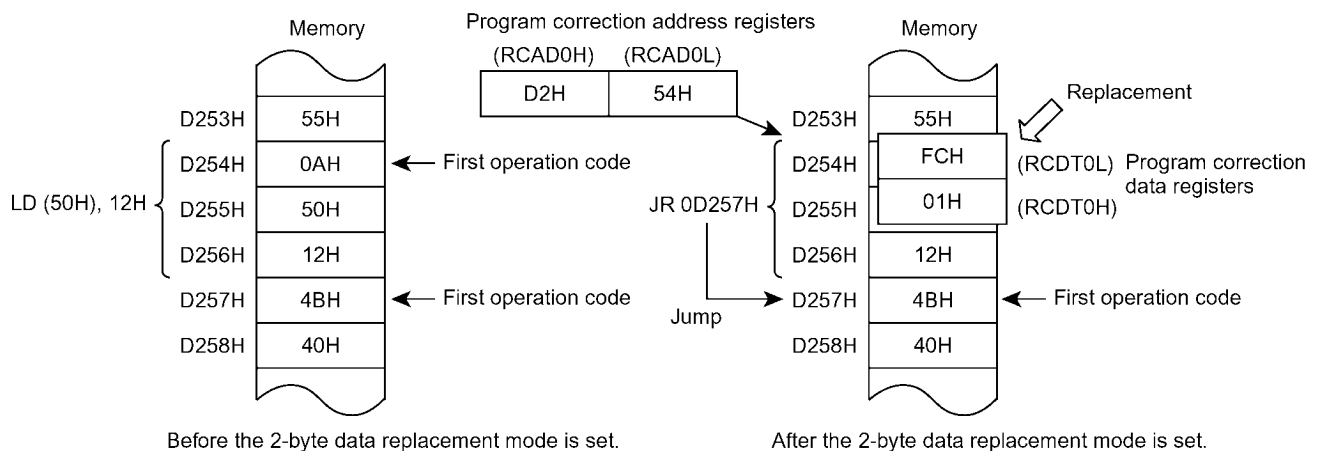 Program correction address registers
Memory
(RCAD0H) (RCAD0L)
Memory
D2H 54H
Replacement
D253H 55H
D253H 55H
D254H 0AH First operation code
D254H FCH (RCDT0L) Program correction
data registers
LD (50H), 12H D255H 50H
JR 0D257H D255H 01H (RCDT0H)
D256H 12H
D256H 12H
D257H 4BH First operation code
Jump D257H 4BH First operation code
D258H 40H
D258H 40H
Before the 2-byte data replacement mode is set.
After the 2-byte data replacement mode is set.